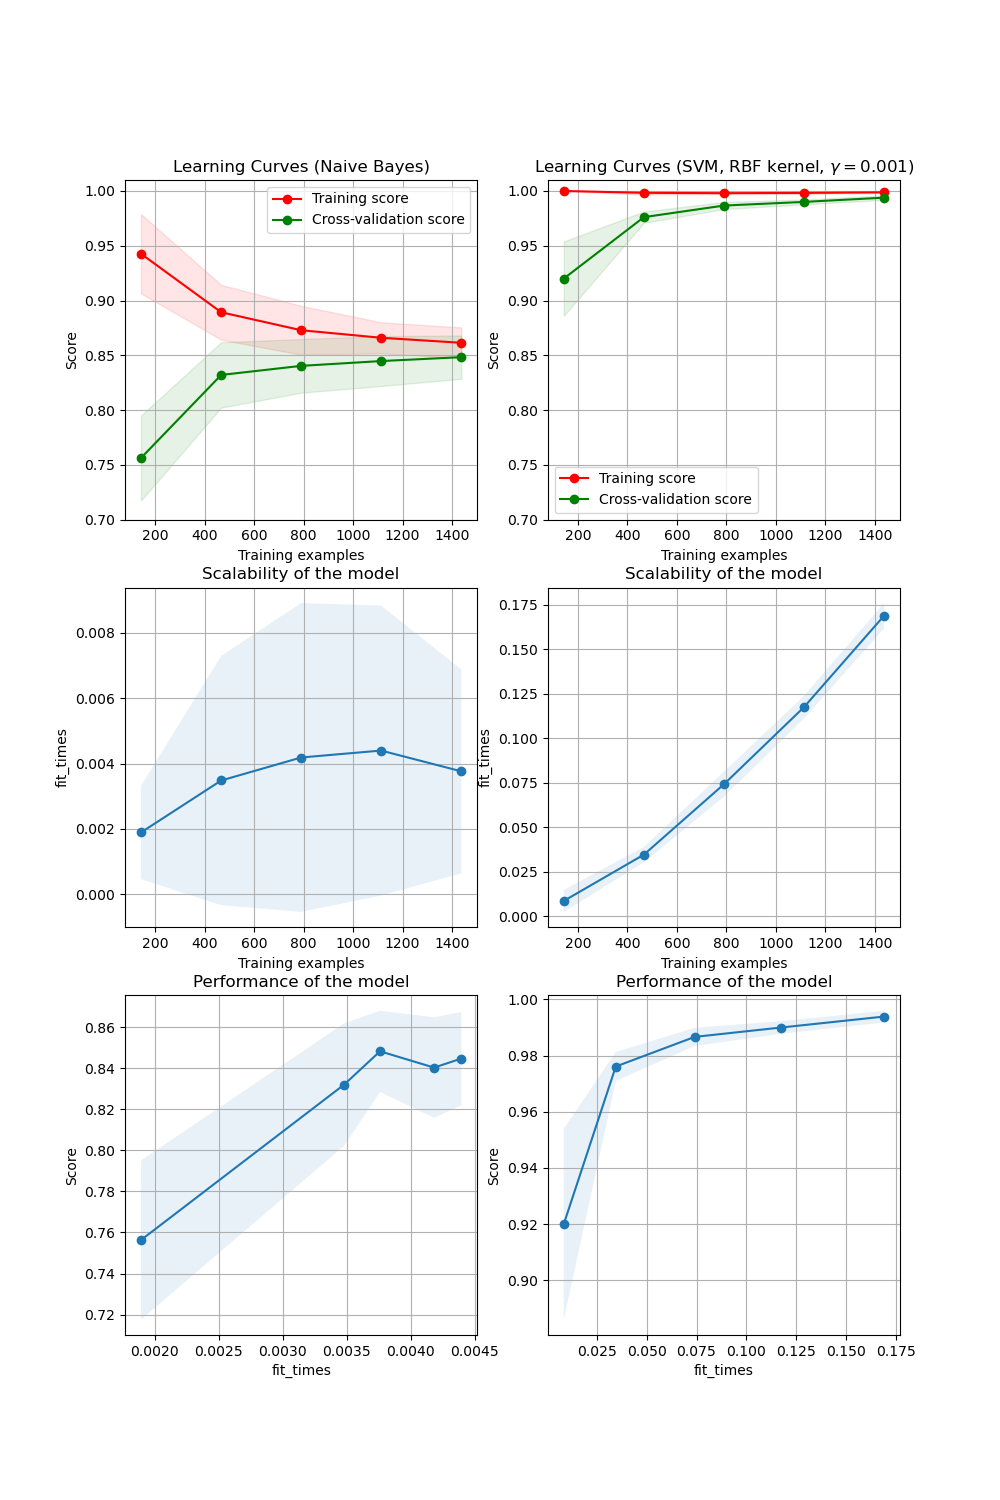 Learning Curves (Naive Bayes)
1.00
0.95
0.90
0.85
0.80
0.75
0.70
Score
Training score
Cross-validation score
200 400 600 800 1000 1200 1400
Training examples
Learning Curves (SVM, RBF kernel, γ = 0.001)
1.00
0.95
0.90
0.85
0.80
0.75
0.70
Score
Training score
Cross-validation score
200 400 600 800 1000 1200 1400
Training examples
Scalability of the model
0.008
0.006
0.004
0.002
0.000
fit_times
200 400 600 800 1000 1200 1400
Training examples
Scalability of the model
0.175
0.150
0.125
0.100
0.075
0.050
0.025
0.000
fit_times
200 400 600 800 1000 1200 1400
Training examples
Performance of the model
0.86
0.84
0.82
0.80
0.78
0.76
0.74
0.72
Score
0.0020 0.0025 0.0030 0.0035 0.0040 0.0045
fit_times
Performance of the model
1.00
0.98
0.96
0.94
0.92
0.90
Score
0.025 0.050 0.075 0.100 0.125 0.150 0.175
fit_times